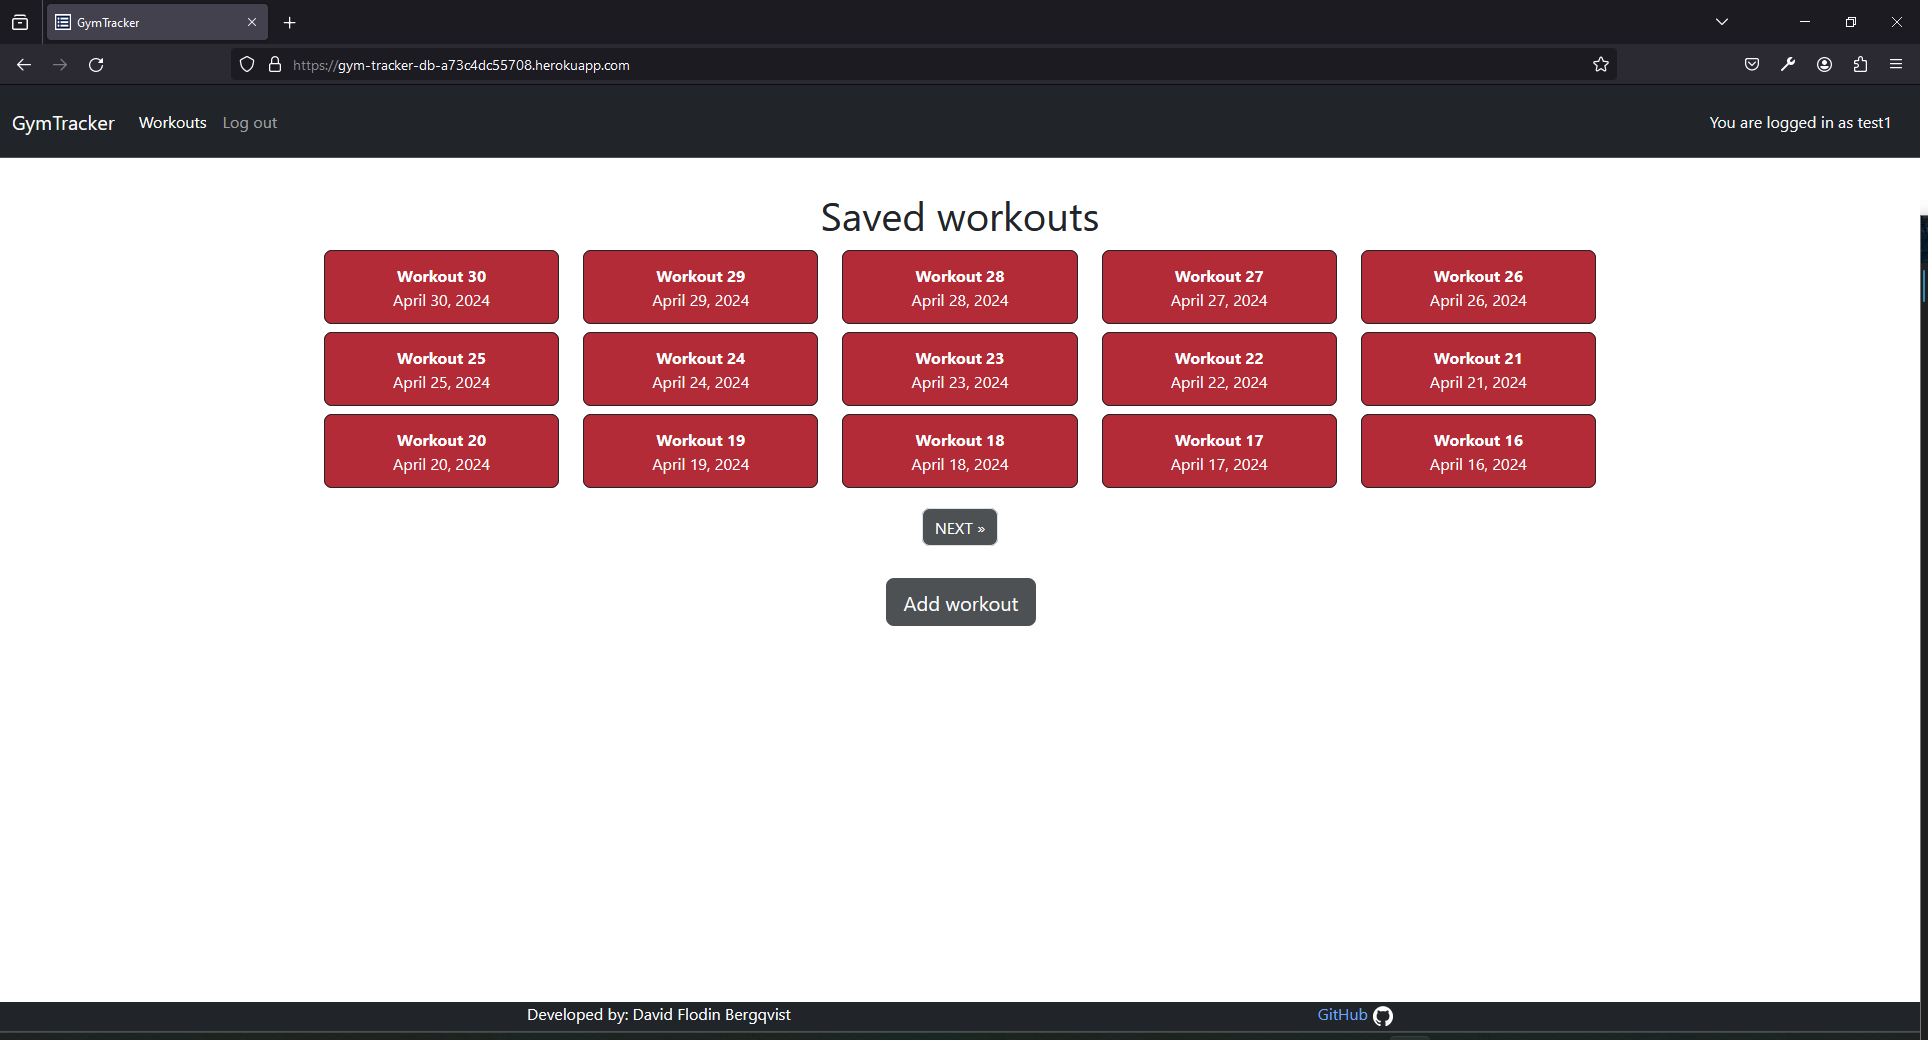 GymTracker
https://gym-tracker-db-a73c4dc55708.herokuapp.com
GymTracker Workouts Log out You are logged in as test1
Saved workouts
Workout 30 Workout 29 Workout 28 Workout 27 Workout 26
April 30, 2024 April 29, 2024 April 28, 2024 April 27, 2024 April 26, 2024
Workout 25 Workout 24 Workout 23 Workout 22 Workout 21
April 25, 2024 April 24, 2024 April 23, 2024 April 22, 2024 April 21, 2024
Workout 20 Workout 19 Workout 18 Workout 17 Workout 16
April 20, 2024 April 19, 2024 April 18, 2024 April 17, 2024 April 16, 2024
NEXT »
Add workout
Developed by: David Flodin Bergqvist GitHub